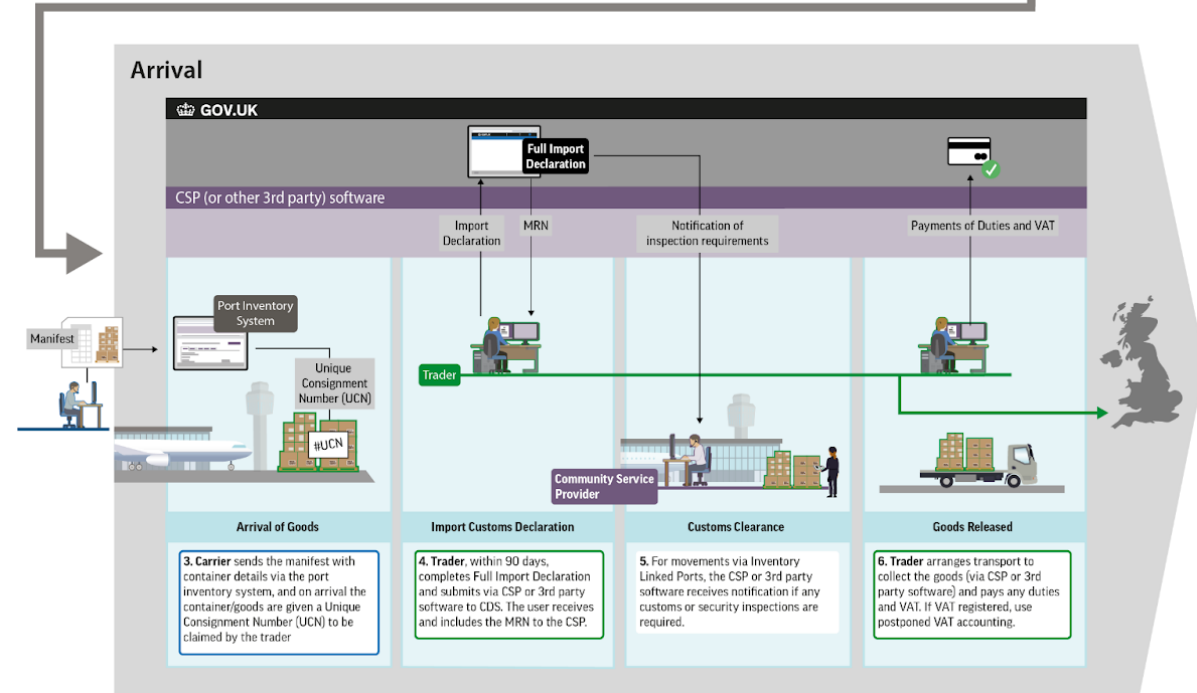 Arrival
GOV.UK
Full Import
Declaration
CSP (or other 3rd party) software
Import
Declaration
MRN
Notification of
inspection requirements
Payments of Duties and VAT
Manifest
Port Inventory
System
Unique
Consignment
Number (UCN)
#UCN
Trader
Community Service
Provider
Arrival of Goods
Import Customs Declaration
Customs Clearance
Goods Released
3. Carrier sends the manifest with
container details via the port
inventory system, and on arrival the
container/goods are given a Unique
Consignment Number (UCN) to be
claimed by the trader
4. Trader, within 90 days,
completes Full Import Declaration
and submits via CSP or 3rd party
software to CDS. The user receives
and includes the MRN to the CSP.
5. For movements via Inventory
Linked Ports, the CSP or 3rd party
software receives notification if any
customs or security inspections are
required.
6. Trader arranges transport to
collect the goods (via CSP or 3rd
party software) and pays any duties
and VAT. If VAT registered, use
postponed VAT accounting.